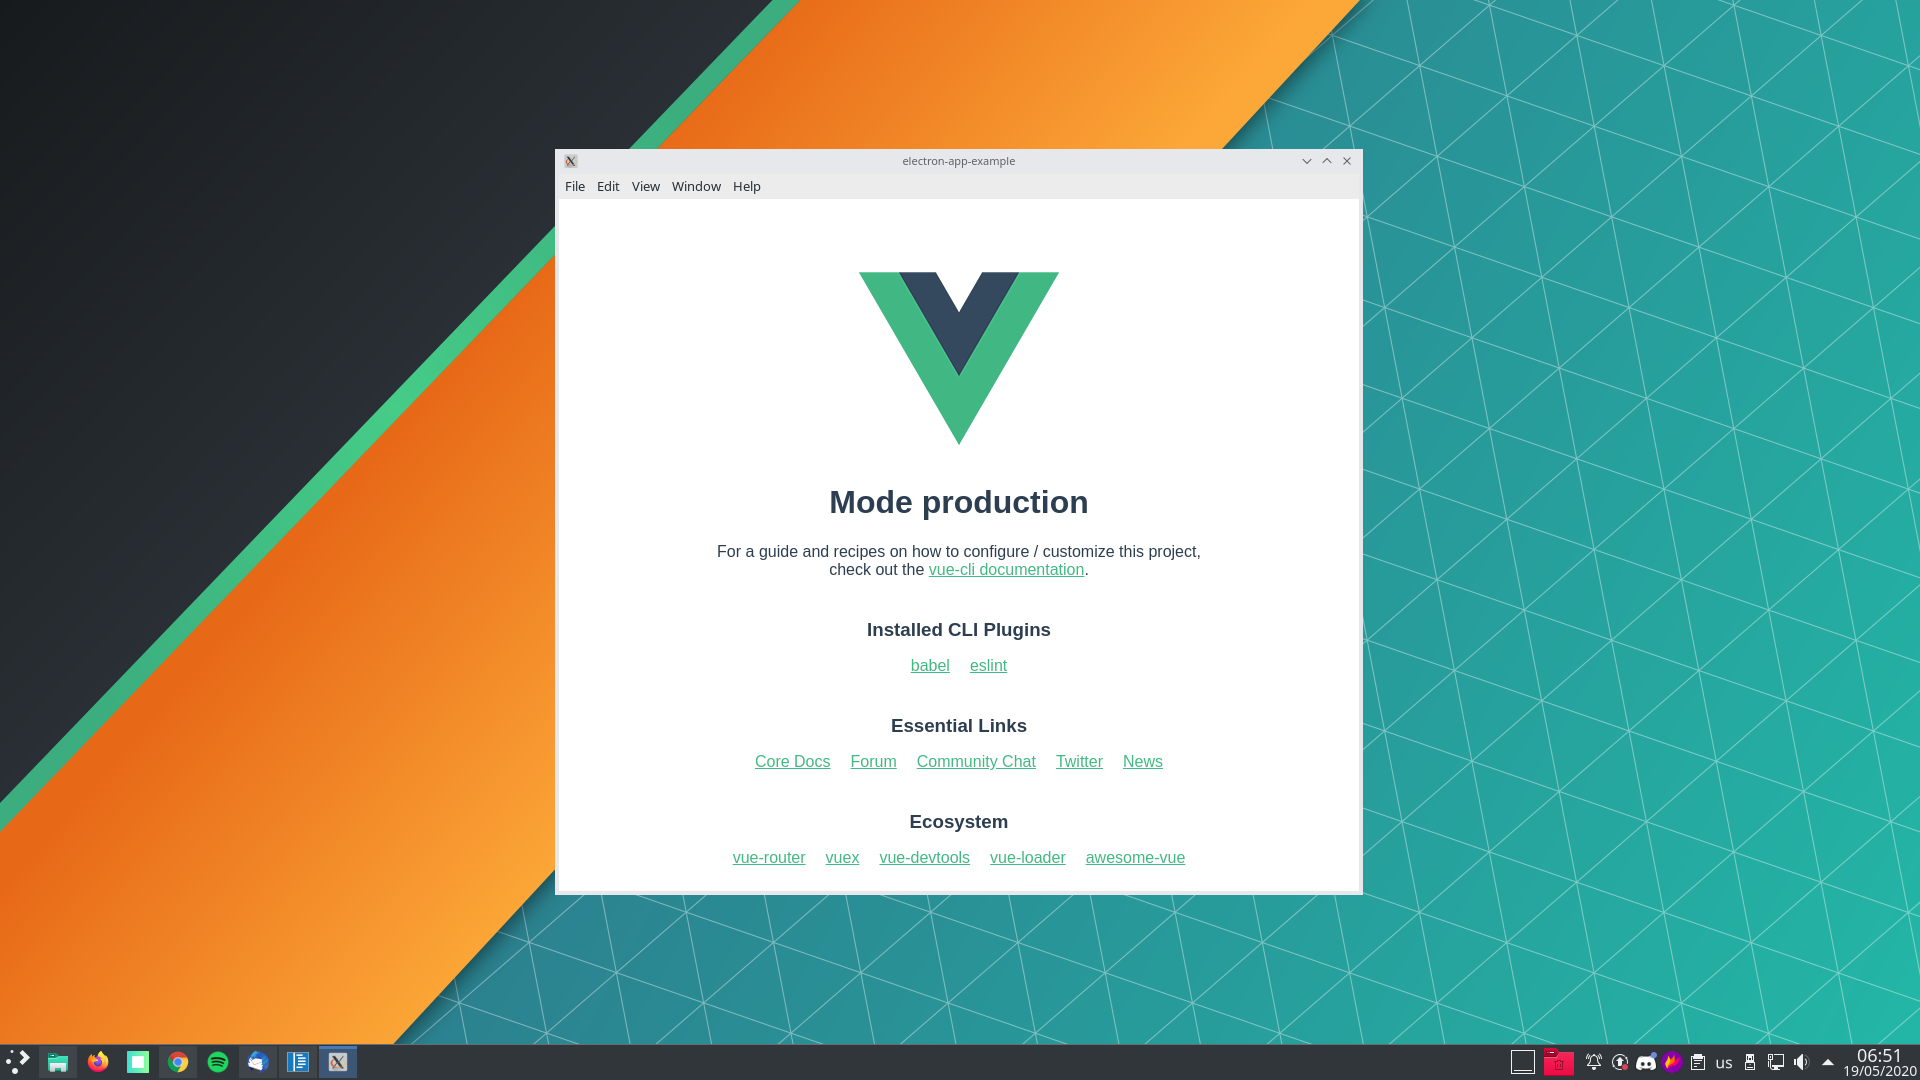 electron-app-example
File Edit View Window Help
Mode production
For a guide and recipes on how to configure / customize this project,
check out the vue-cli documentation.
Installed CLI Plugins
babel eslint
Essential Links
Core Docs Forum Community Chat Twitter News
Ecosystem
vue-router vuex vue-devtools vue-loader awesome-vue
us
06:51
19/05/2020